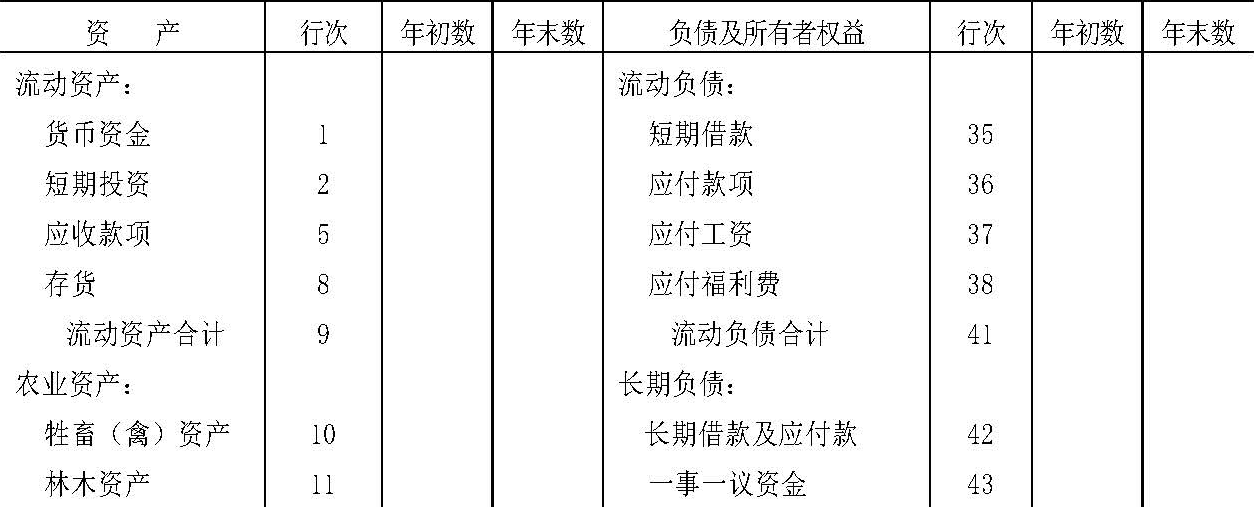 资　产 行次 年初数 年末数 负债及所有者权益 行次 年初数 年末数
流动资产： 流动负债：
货币资金 1 短期借款 35
短期投资 2 应付款项 36
应收款项 5 应付工资 37
存货 8 应付福利费 38
流动资产合计 9 流动负债合计 41
农业资产： 长期负债：
牲畜（禽）资产 10 长期借款及应付款 42
林木资产 11 一事一议资金 43